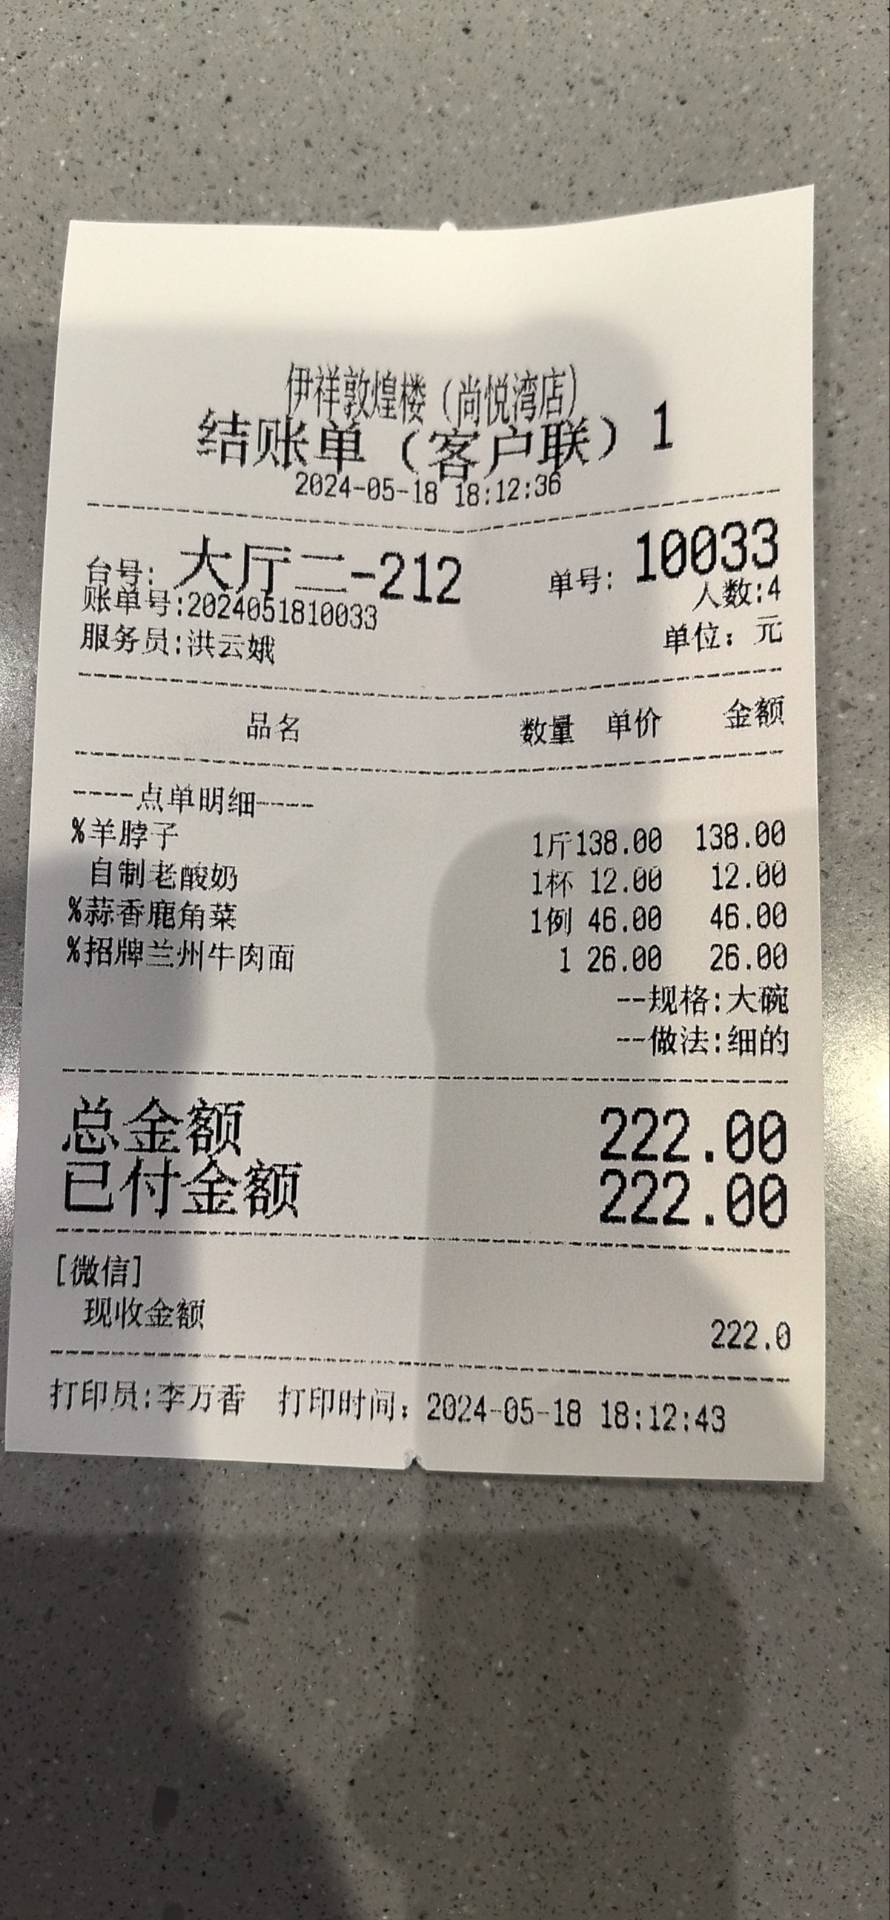 伊祥敦煌楼（尚悦湾店）
结账单（客户联）1
2024-05-18 18:12:36
台号: 大厅二-212 单号: 10033
账单号:2024051810033 人数:4
服务员:洪云娥 单位: 元
品名 数量 单价 金额
----点单明细----
%羊脖子 1斤138.00 138.00
自制老酸奶 1杯 12.00 12.00
%蒜香鹿角菜 1例 46.00 46.00
%招牌兰州牛肉面 1 26.00 26.00
--规格:大碗
--做法:细的
总金额 222.00
已付金额 222.00
[微信]
现收金额 222.0
打印员:李万香 打印时间: 2024-05-18 18:12:43